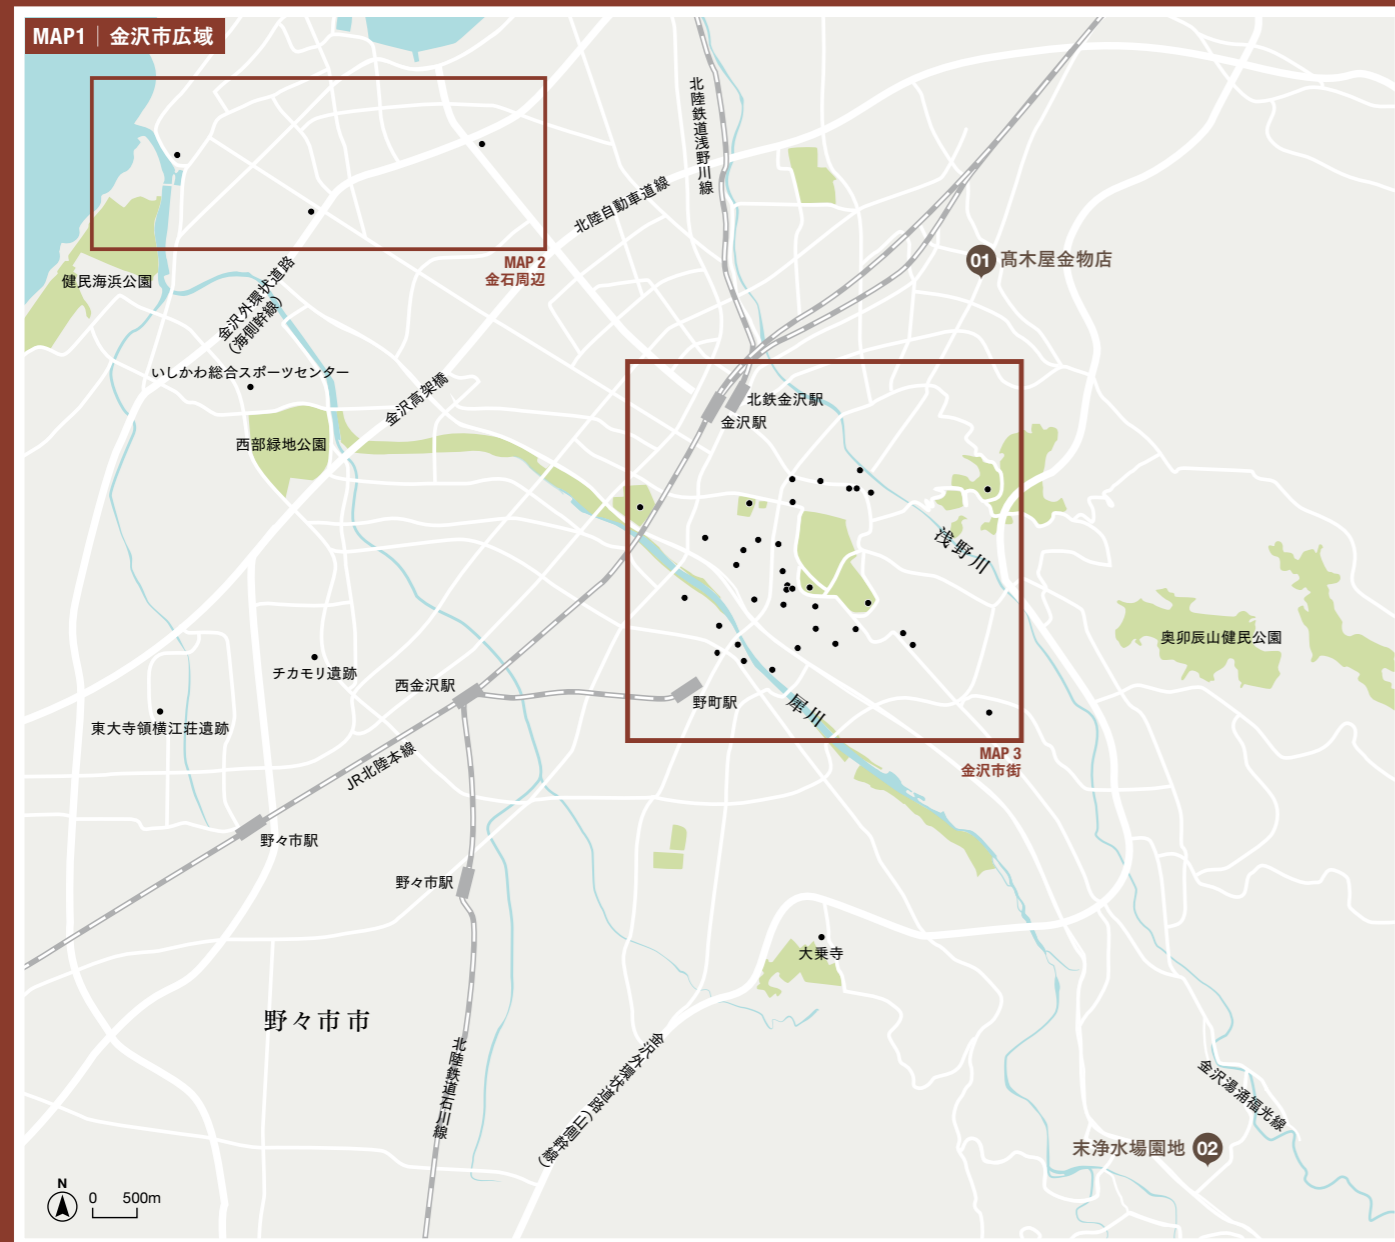 MAP1 | 金沢市広域
北陸鉄道浅野川線
北陸自動車道線
01 髙木屋金物店
MAP 2
金石周辺
健民海浜公園
金沢外環状道路
(海側幹線)
いしかわ総合スポーツセンター
金沢高架橋
北鉄金沢駅
金沢駅
西部緑地公園
浅野川
奥卯辰山健民公園
チカモリ遺跡
西金沢駅
野町駅
犀川
東大寺領横江荘遺跡
MAP 3
金沢市街
JR北陸本線
野々市駅
野々市駅
大乗寺
野々市市
北陸鉄道石川線
金沢外環状道路(山側幹線)
金沢湯涌福光線
末浄水場園地 02
N
0 500m